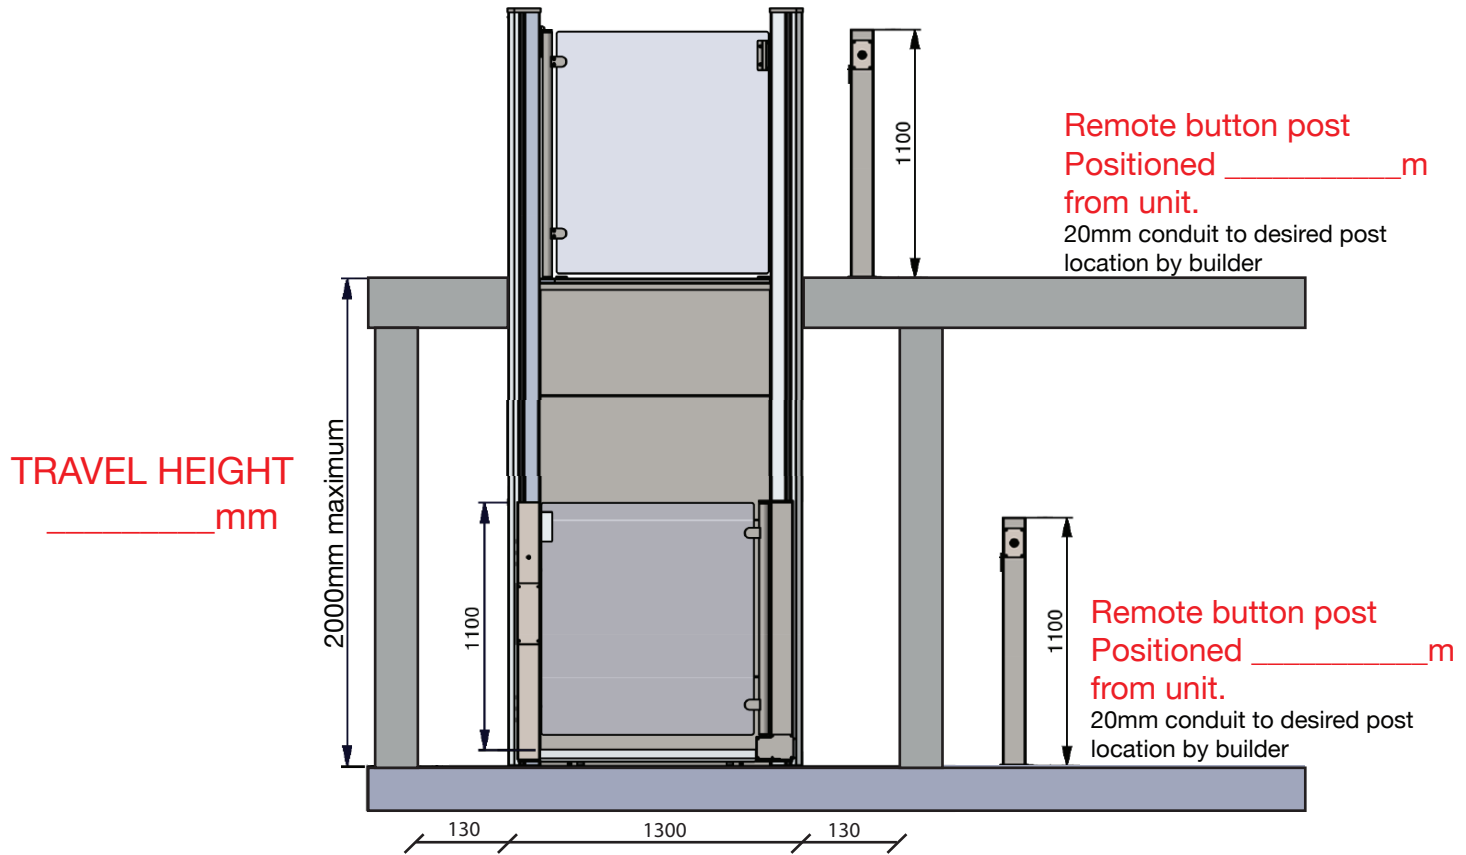 1100
Remote button post
Positioned ___________m
from unit.
20mm conduit to desired post
location by builder
TRAVEL HEIGHT
_________mm
2000mm maximum
1100
1100
Remote button post
Positioned ___________m
from unit.
20mm conduit to desired post
location by builder
130
1300
130